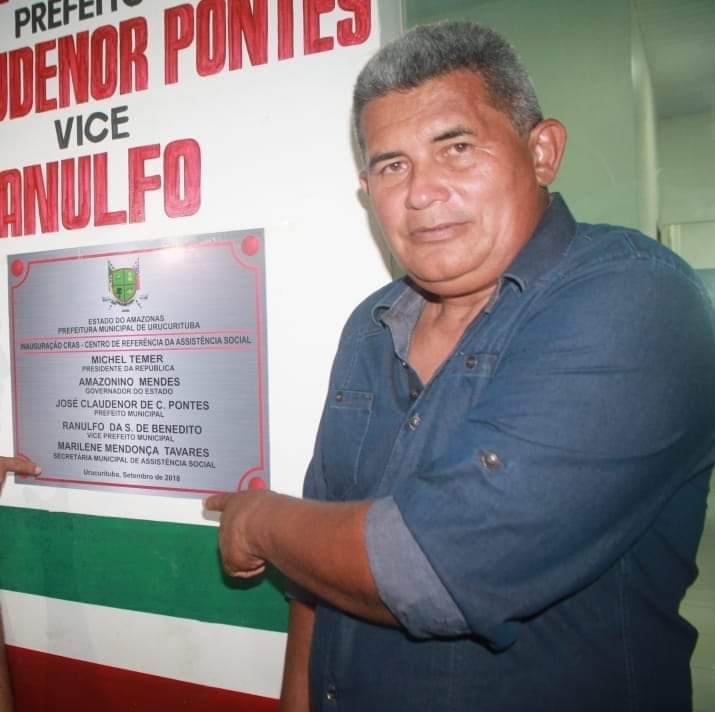 PREFEITO
UDENOR PONTES
VICE
ANULFO
ESTADO DO AMAZONAS
PREFEITURA MUNICIPAL DE URUCURITUBA
INAUGURAÇÃO CRAS - CENTRO DE REFERÊNCIA DA ASSISTÊNCIA SOCIAL
MICHEL TEMER
PRESIDENTE DA REPÚBLICA
AMAZONINO MENDES
GOVERNADOR DO ESTADO
JOSÉ CLAUDENOR DE C. PONTES
PREFEITO MUNICIPAL
RANULFO DA S. DE BENEDITO
VICE PREFEITO MUNICIPAL
MARILENE MENDONÇA TAVARES
SECRETÁRIA MUNICIPAL DE ASSISTÊNCIA SOCIAL
Urucurituba, Setembro de 2018